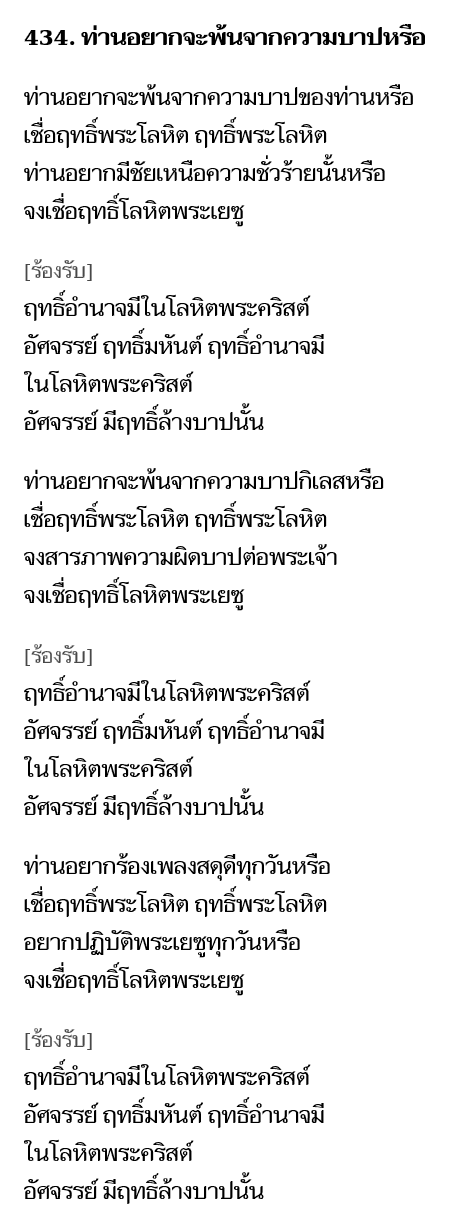 434. ท่านอยากจะพ้นจากความบาปหรือ
ท่านอยากจะพ้นจากความบาปของท่านหรือ
เชื่อฤทธิ์พระโลหิต ฤทธิ์พระโลหิต
ท่านอยากมีชัยเหนือความชั่วร้ายนั้นหรือ
จงเชื่อฤทธิ์โลหิตพระเยซู
[ร้องรับ]
ฤทธิ์อำนาจมีในโลหิตพระคริสต์
อัศจรรย์ ฤทธิ์มหันต์ ฤทธิ์อำนาจมี
ในโลหิตพระคริสต์
อัศจรรย์ มีฤทธิ์ล้างบาปนั้น
ท่านอยากจะพ้นจากความบาปกิเลสหรือ
เชื่อฤทธิ์พระโลหิต ฤทธิ์พระโลหิต
จงสารภาพความผิดบาปต่อพระเจ้า
จงเชื่อฤทธิ์โลหิตพระเยซู
[ร้องรับ]
ฤทธิ์อำนาจมีในโลหิตพระคริสต์
อัศจรรย์ ฤทธิ์มหันต์ ฤทธิ์อำนาจมี
ในโลหิตพระคริสต์
อัศจรรย์ มีฤทธิ์ล้างบาปนั้น
ท่านอยากร้องเพลงสดุดีทุกวันหรือ
เชื่อฤทธิ์พระโลหิต ฤทธิ์พระโลหิต
อยากปฏิบัติพระเยซูทุกวันหรือ
จงเชื่อฤทธิ์โลหิตพระเยซู
[ร้องรับ]
ฤทธิ์อำนาจมีในโลหิตพระคริสต์
อัศจรรย์ ฤทธิ์มหันต์ ฤทธิ์อำนาจมี
ในโลหิตพระคริสต์
อัศจรรย์ มีฤทธิ์ล้างบาปนั้น